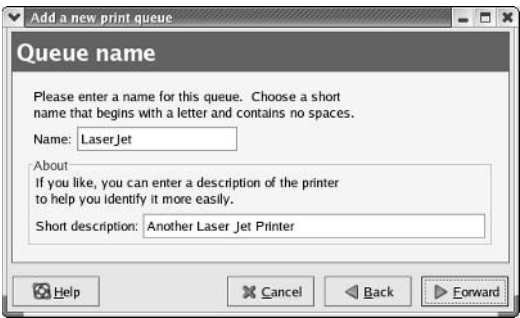 Add a new print queue
Queue name
Please enter a name for this queue. Choose a short
name that begins with a letter and contains no spaces.
Name: LaserJet
About
If you like, you can enter a description of the printer
to help you identify it more easily.
Short description: Another Laser Jet Printer
Help Cancel Back Forward